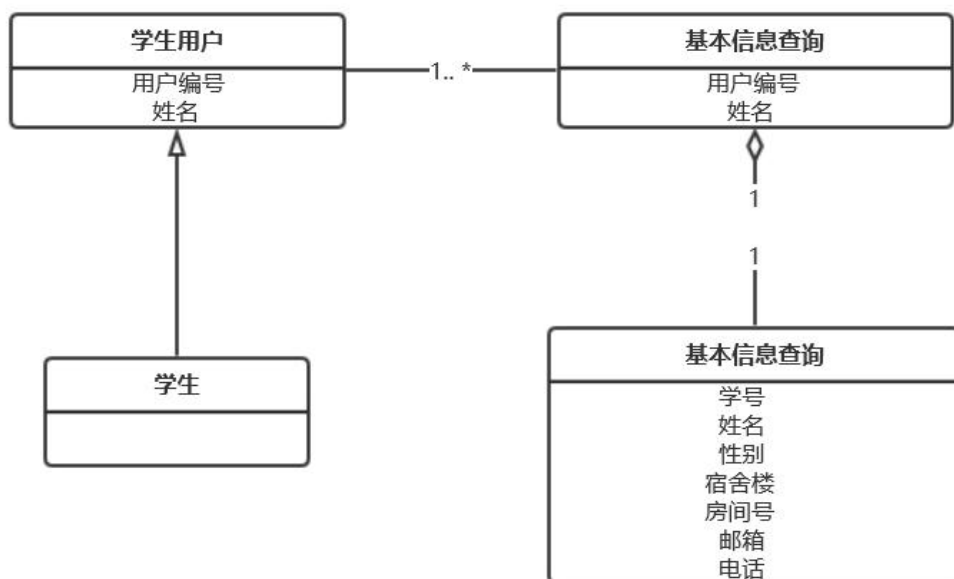 学生用户
用户编号
姓名
1.. *
基本信息查询
用户编号
姓名
1
1
学生
基本信息查询
学号
姓名
性别
宿舍楼
房间号
邮箱
电话